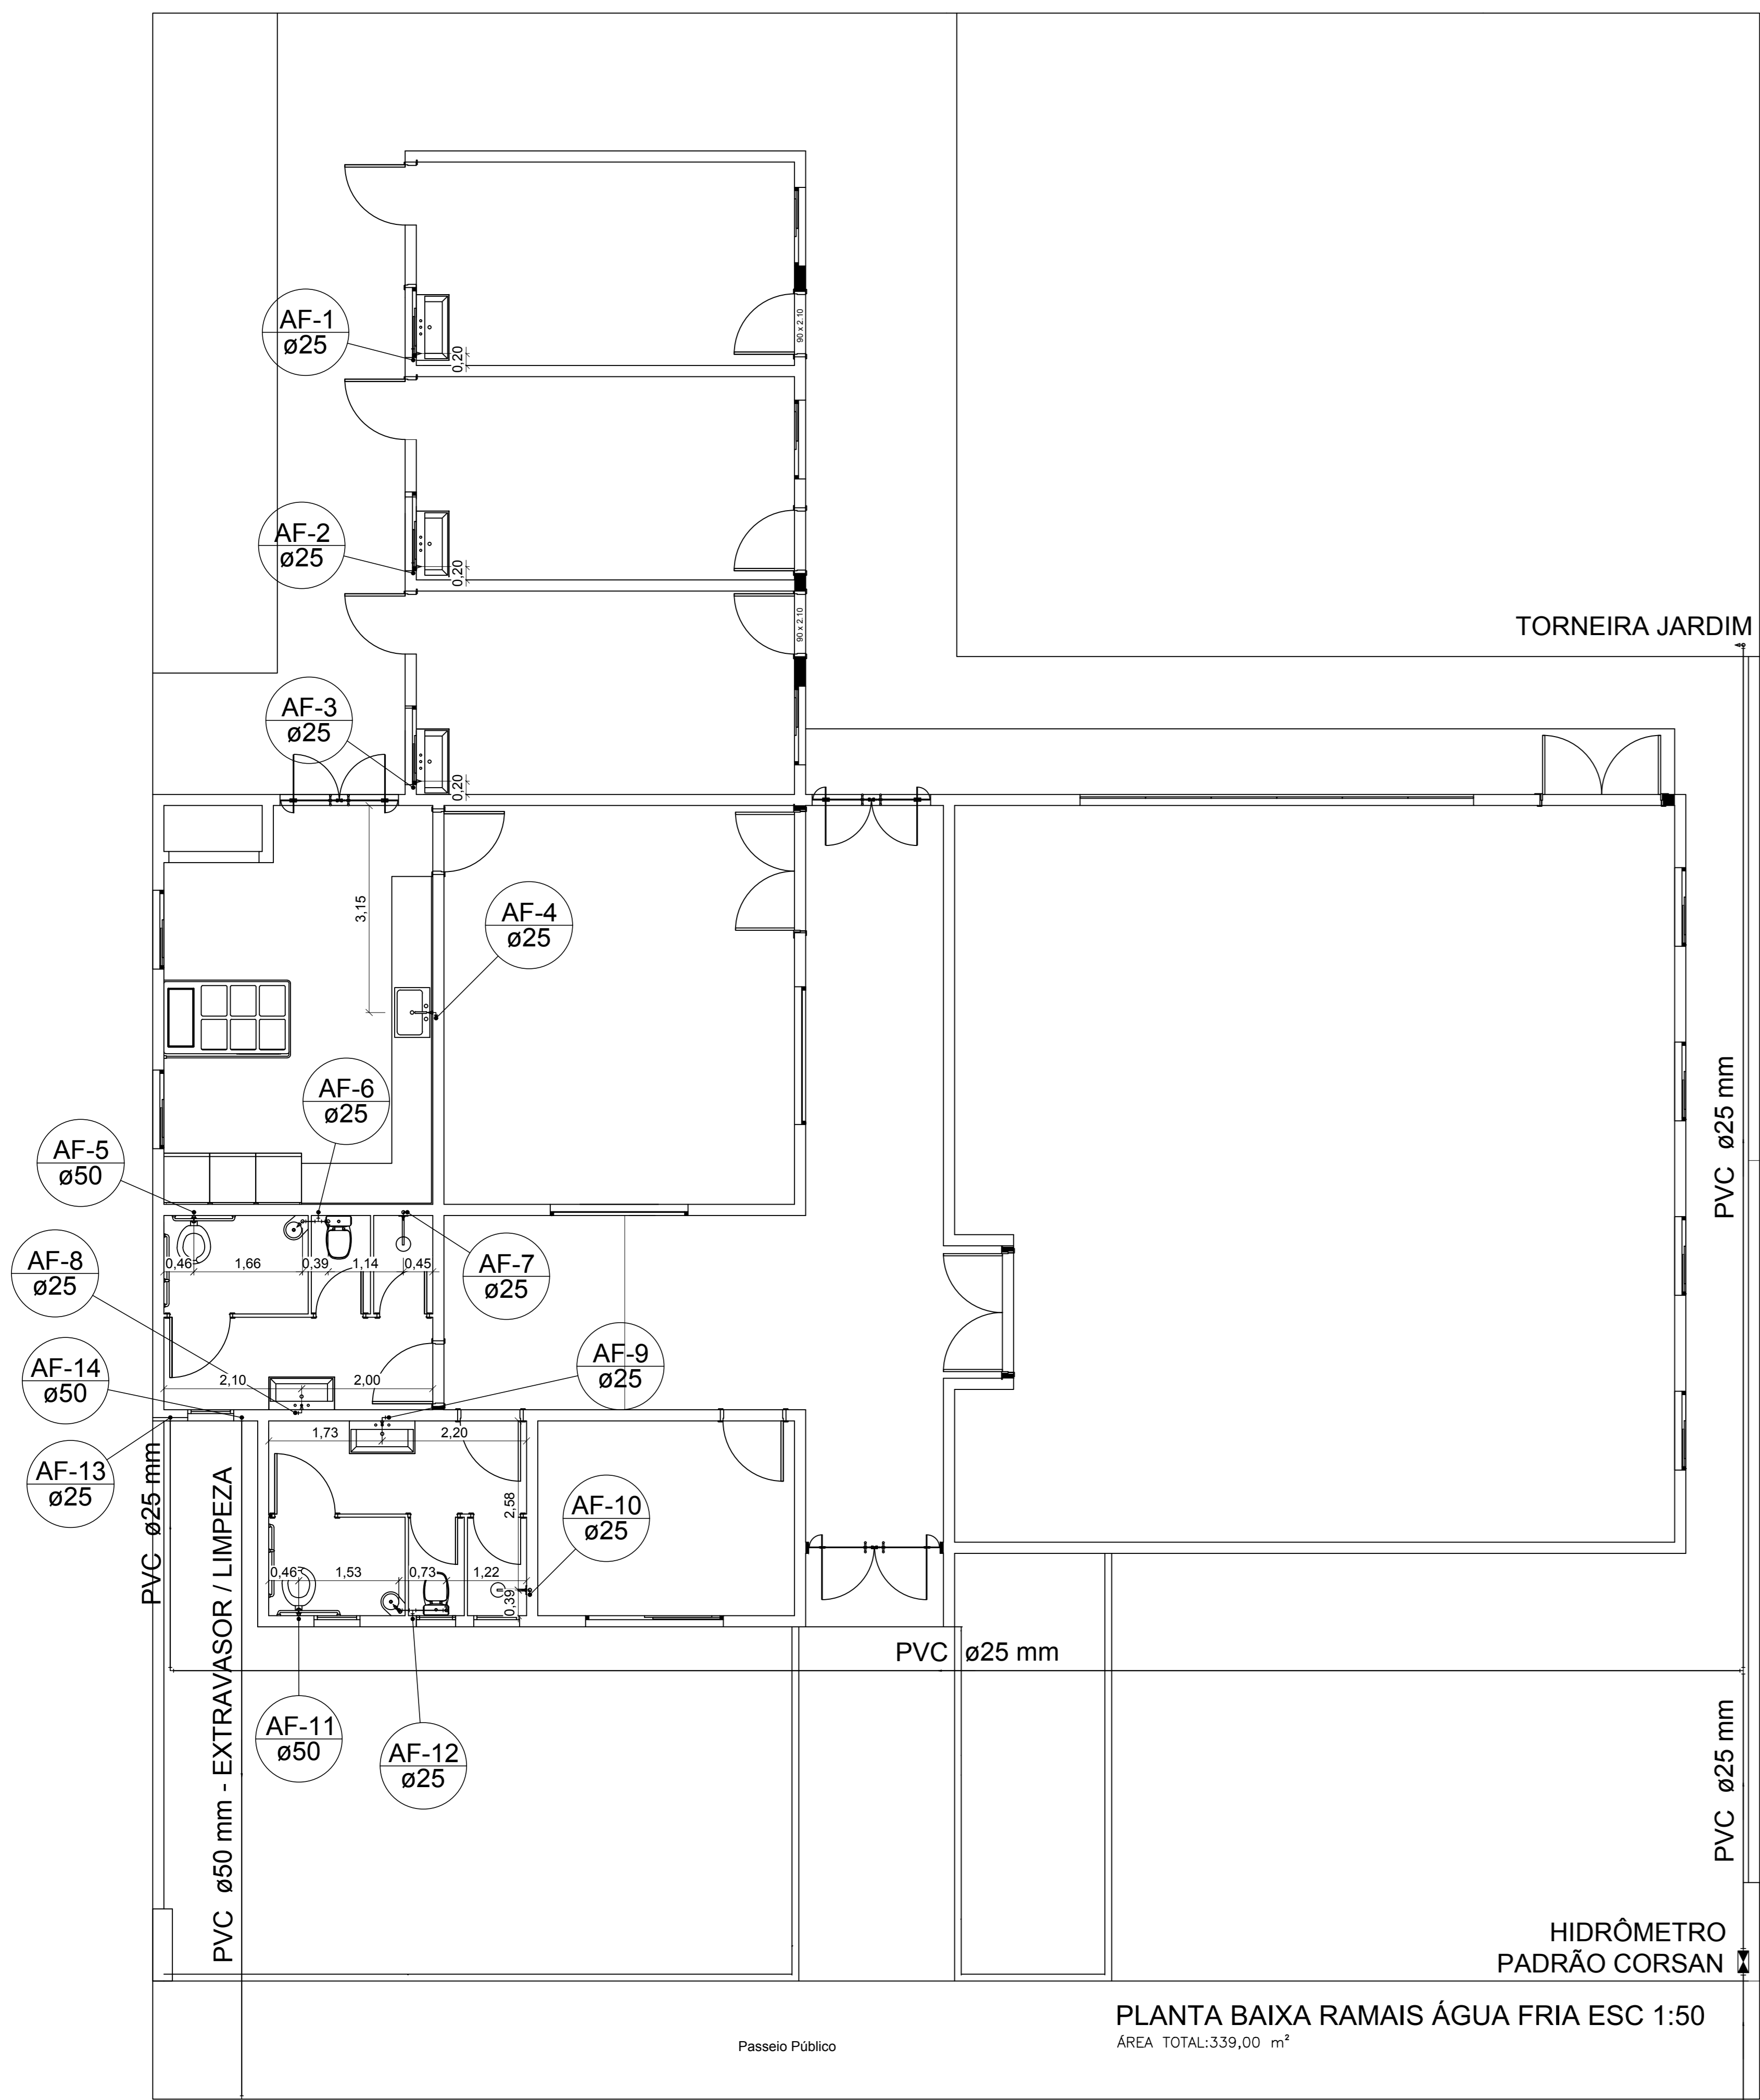 AF-1
ø25
90 x 2.10
0,20
AF-2
ø25
0,20
90 x 2.10
TORNEIRA JARDIM
AF-3
ø25
0,20
3,15
AF-4
ø25
AF-6
ø25
PVC ø25 mm
AF-5
ø50
AF-8
ø25
0,46
1,66
0,39
1,14
0,45
AF-7
ø25
AF-14
ø50
2,10
2,00
AF-9
ø25
1,73
2,20
AF-13
ø25
PVC ø25 mm
PVC ø50 mm - EXTRAVASOR / LIMPEZA
2,58
AF-10
ø25
0,46
1,53
0,73
1,22
0,39
PVC ø25 mm
AF-11
ø50
AF-12
ø25
PVC ø25 mm
HIDRÔMETRO
PADRÃO CORSAN
PLANTA BAIXA RAMAIS ÁGUA FRIA ESC 1:50
ÁREA TOTAL:339,00 m²
Passeio Público